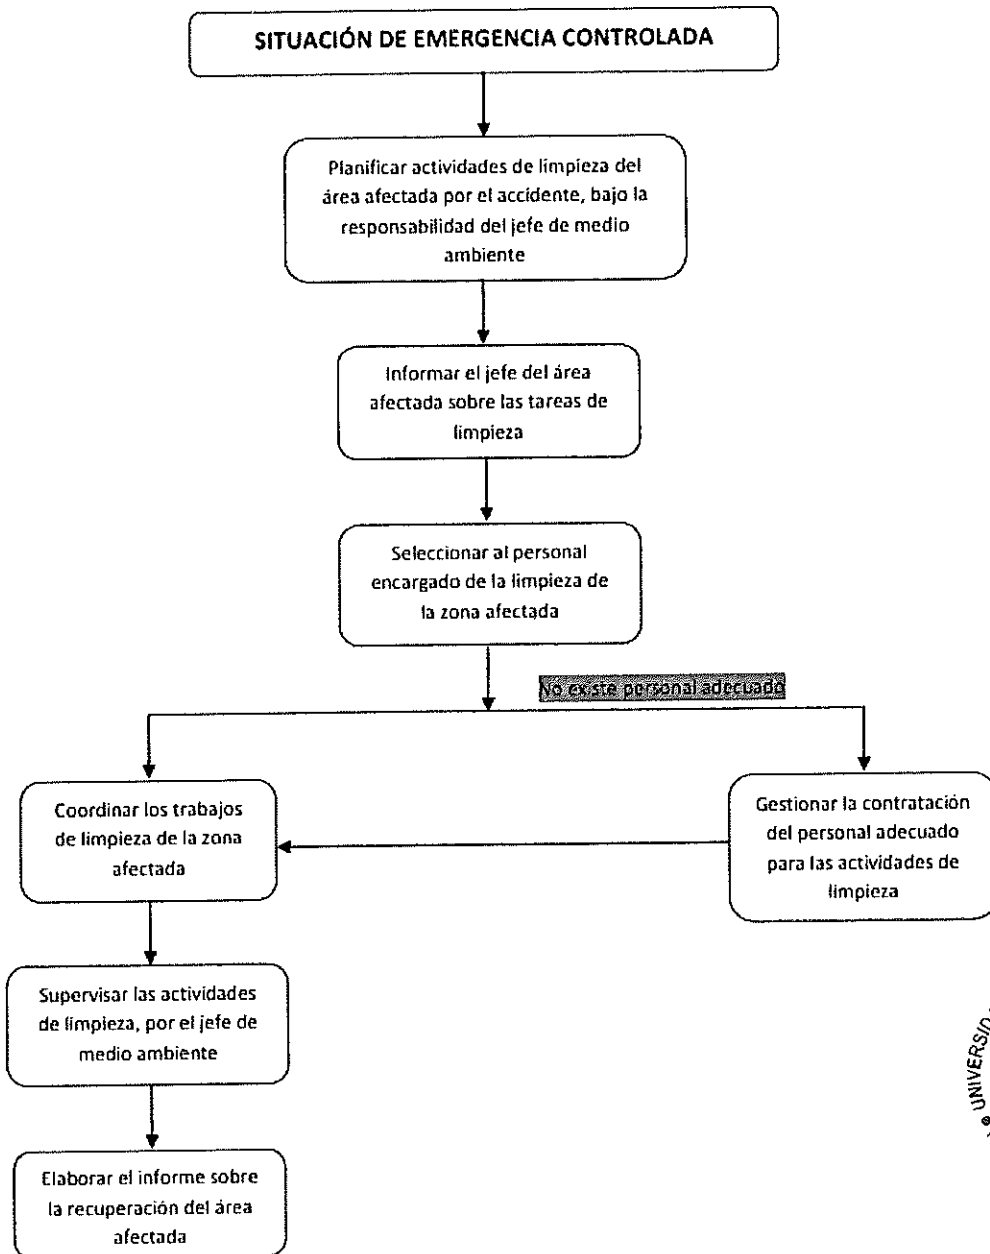 SITUACIÓN DE EMERGENCIA CONTROLADA
Planificar actividades de limpieza del
área afectada por el accidente, bajo la
responsabilidad del jefe de medio
ambiente
Informar el jefe del área
afectada sobre las tareas de
limpieza
Seleccionar al personal
encargado de la limpieza de
la zona afectada
No existe personal adecuado
Coordinar los trabajos
de limpieza de la zona
afectada
Gestionar la contratación
del personal adecuado
para las actividades de
limpieza
Supervisar las actividades
de limpieza, por el jefe de
medio ambiente
Elaborar el informe sobre
la recuperación del área
afectada